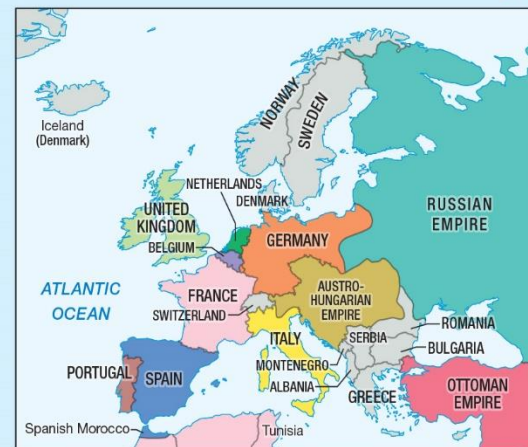 Iceland
(Denmark)
NORWAY
SWEDEN
NETHERLANDS
DENMARK
UNITED
KINGDOM
BELGIUM
GERMANY
RUSSIAN
EMPIRE
ATLANTIC
OCEAN
FRANCE
SWITZERLAND
AUSTRO-
HUNGARIAN
EMPIRE
ITALY
SERBIA
ROMANIA
MONTENEGRO
BULGARIA
PORTUGAL
SPAIN
ALBANIA
GREECE
OTTOMAN
EMPIRE
Spanish Morocco
Tunisia